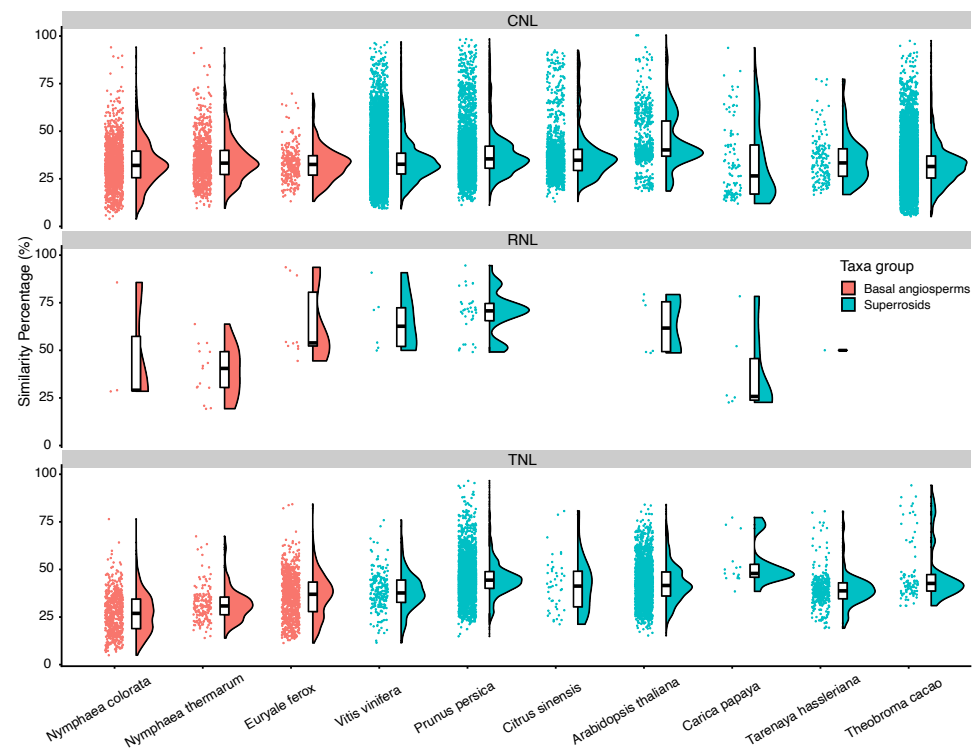 CNL
100
75
50
25
0
RNL
100
75
50
25
0
Similarity Percentage (%)
Taxa group
Basal angiosperms
Superrosids
TNL
100
75
50
25
0
Nymphaea colorata
Nymphaea thermarum
Euryale ferox
Vitis vinifera
Prunus persica
Citrus sinensis
Arabidopsis thaliana
Carica papaya
Tarenaya hassleriana
Theobroma cacao